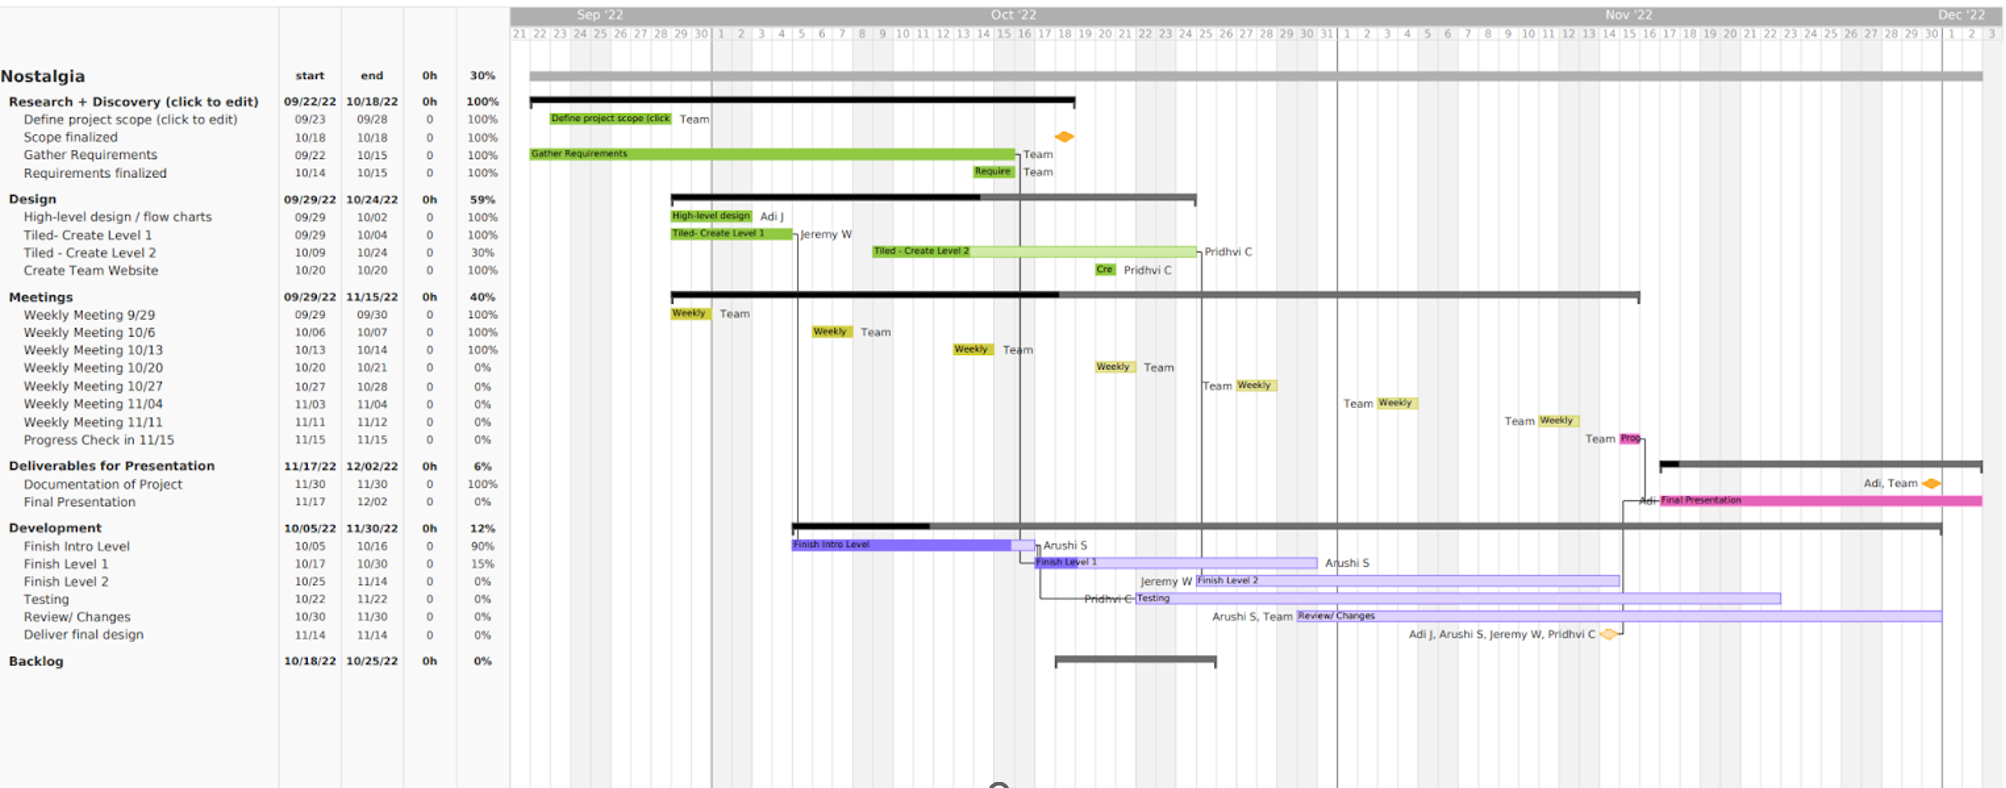 Sep '22 Oct '22 Nov '22 Dec '22
21 22 23 24 25 26 27 28 29 30 1 2 3 4 5 6 7 8 9 10 11 12 13 14 15 16 17 18 19 20 21 22 23 24 25 26 27 28 29 30 31 1 2 3 4 5 6 7 8 9 10 11 12 13 14 15 16 17 18 19 20 21 22 23 24 25 26 27 28 29 30 1 2 3
Nostalgia start end 0h 30%
Research + Discovery (click to edit) 09/22/22 10/18/22 0h 100%
Define project scope (click to edit) 09/23 09/28 0 100% Define project scope (click Team
Scope finalized 10/18 10/18 0 100%
Gather Requirements 09/22 10/15 0 100% Gather Requirements Team
Requirements finalized 10/14 10/15 0 100% Require Team
Design 09/29/22 10/24/22 0h 59%
High-level design / flow charts 09/29 10/02 0 100% High-level design Adi J
Tiled- Create Level 1 09/29 10/04 0 100% Tiled- Create Level 1 Jeremy W
Tiled - Create Level 2 10/09 10/24 0 30% Tiled - Create Level 2 Pridhvi C
Create Team Website 10/20 10/20 0 100% Cre Pridhvi C
Meetings 09/29/22 11/15/22 0h 40%
Weekly Meeting 9/29 09/29 09/30 0 100% Weekly Team
Weekly Meeting 10/6 10/06 10/07 0 100% Weekly Team
Weekly Meeting 10/13 10/13 10/14 0 100% Weekly Team
Weekly Meeting 10/20 10/20 10/21 0 0% Weekly Team
Weekly Meeting 10/27 10/27 10/28 0 0% Team Weekly
Weekly Meeting 11/04 11/03 11/04 0 0% Team Weekly
Weekly Meeting 11/11 11/11 11/12 0 0% Team Weekly
Progress Check in 11/15 11/15 11/15 0 0% Team Prog
Deliverables for Presentation 11/17/22 12/02/22 0h 6%
Documentation of Project 11/30 11/30 0 100% Adi, Team
Final Presentation 11/17 12/02 0 0% Adi Final Presentation
Development 10/05/22 11/30/22 0h 12%
Finish Intro Level 10/05 10/16 0 90% Finish Intro Level Arushi S
Finish Level 1 10/17 10/30 0 15% Finish Level 1 Arushi S
Finish Level 2 10/25 11/14 0 0% Jeremy W Finish Level 2
Testing 10/22 11/22 0 0% Pridhvi C Testing
Review/ Changes 10/30 11/30 0 0% Arushi S, Team Review/ Changes
Deliver final design 11/14 11/14 0 0% Adi J, Arushi S, Jeremy W, Pridhvi C
Backlog 10/18/22 10/25/22 0h 0%